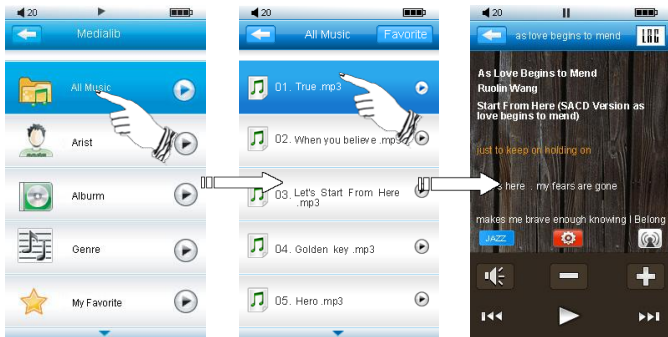 20
Medialib
All Music
Arist
Alburm
Genre
My Favorite
20
All Music
Favorite
01. True .mp3
02. When you believe .mp3
03. Let's Start From Here
.mp3
04. Golden key .mp3
05. Hero .mp3
20
as love begins to mend
LRC
As Love Begins to Mend
Ruolin Wang
Start From Here (SACD Version as
love begins to mend)
just to keep on holding on
here . my fears are gone
makes me brave enough knowing I Belong
JAZZ